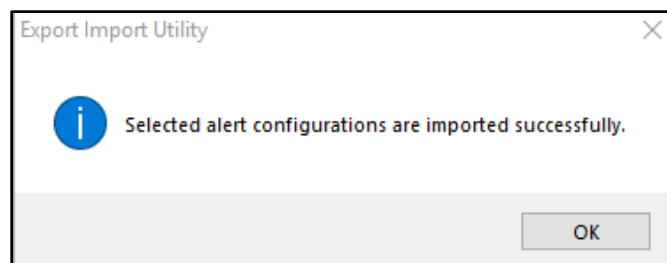 Export Import Utility
Selected alert configurations are imported successfully.
OK